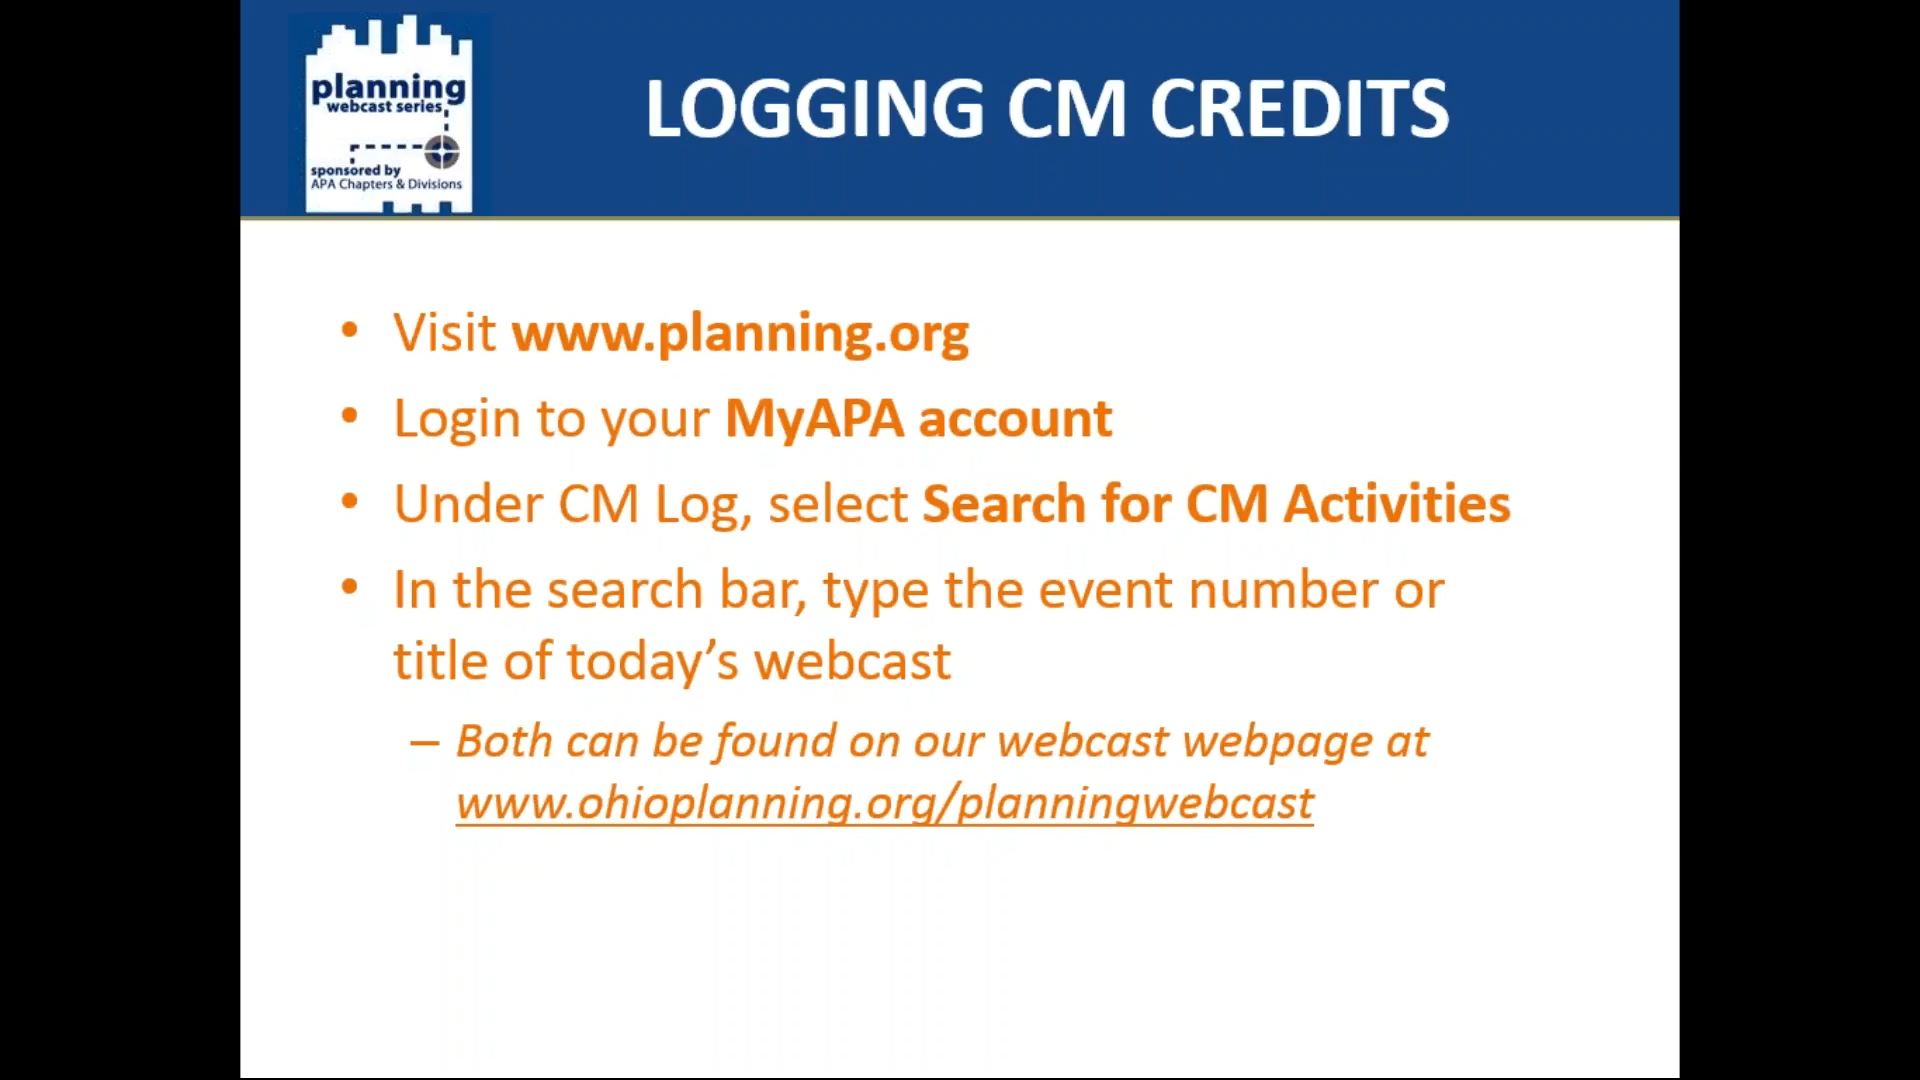 planning
webcast series
sponsored by
APA Chapters & Divisions
LOGGING CM CREDITS
• Visit www.planning.org
• Login to your MyAPA account
• Under CM Log, select Search for CM Activities
• In the search bar, type the event number or
title of today’s webcast
– Both can be found on our webcast webpage at
www.ohioplanning.org/planningwebcast